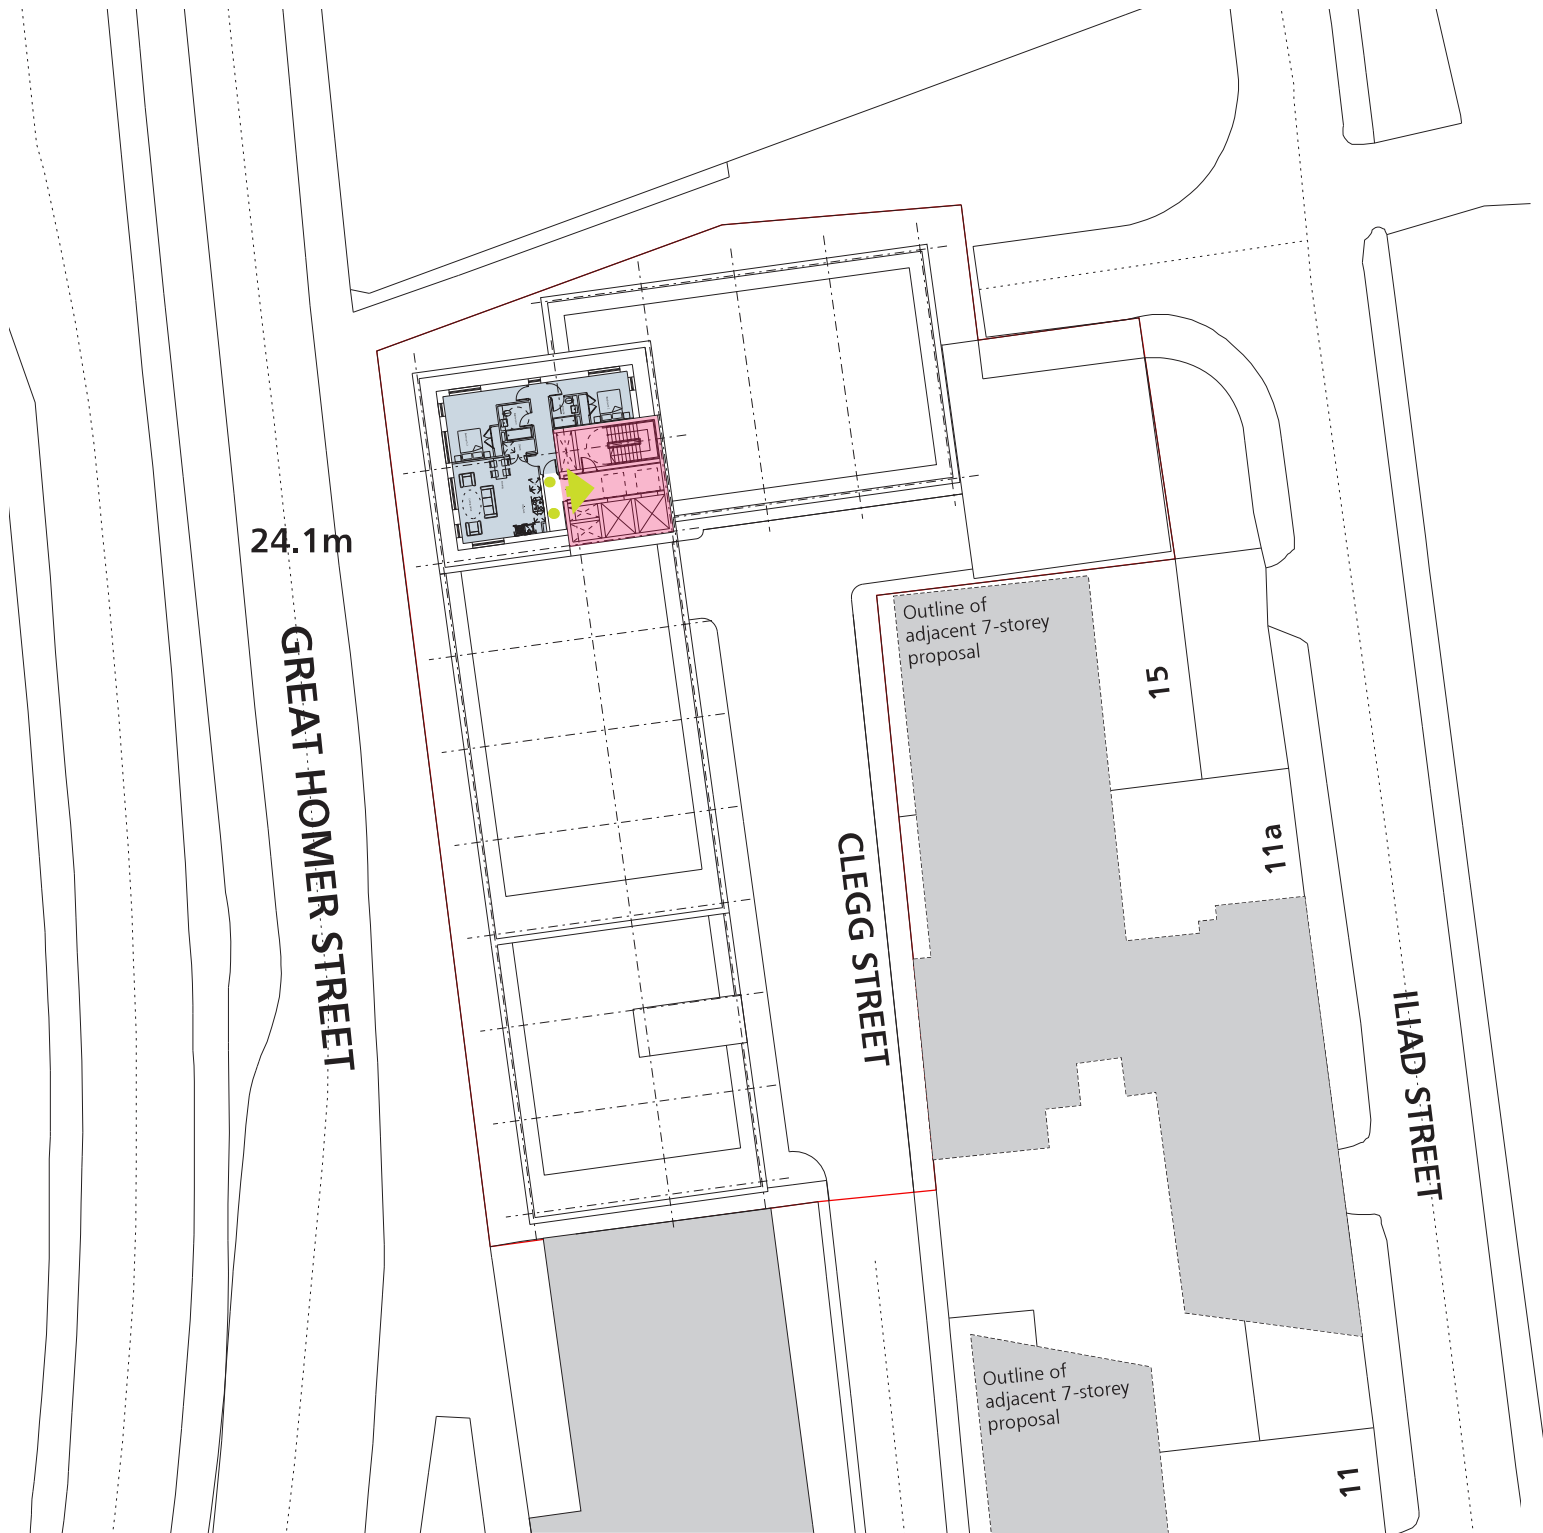 24.1m
GREAT HOMER STREET
Outline of
adjacent 7-storey
proposal
15
11a
CLEGG STREET
ILIAD STREET
Outline of
adjacent 7-storey
proposal
11